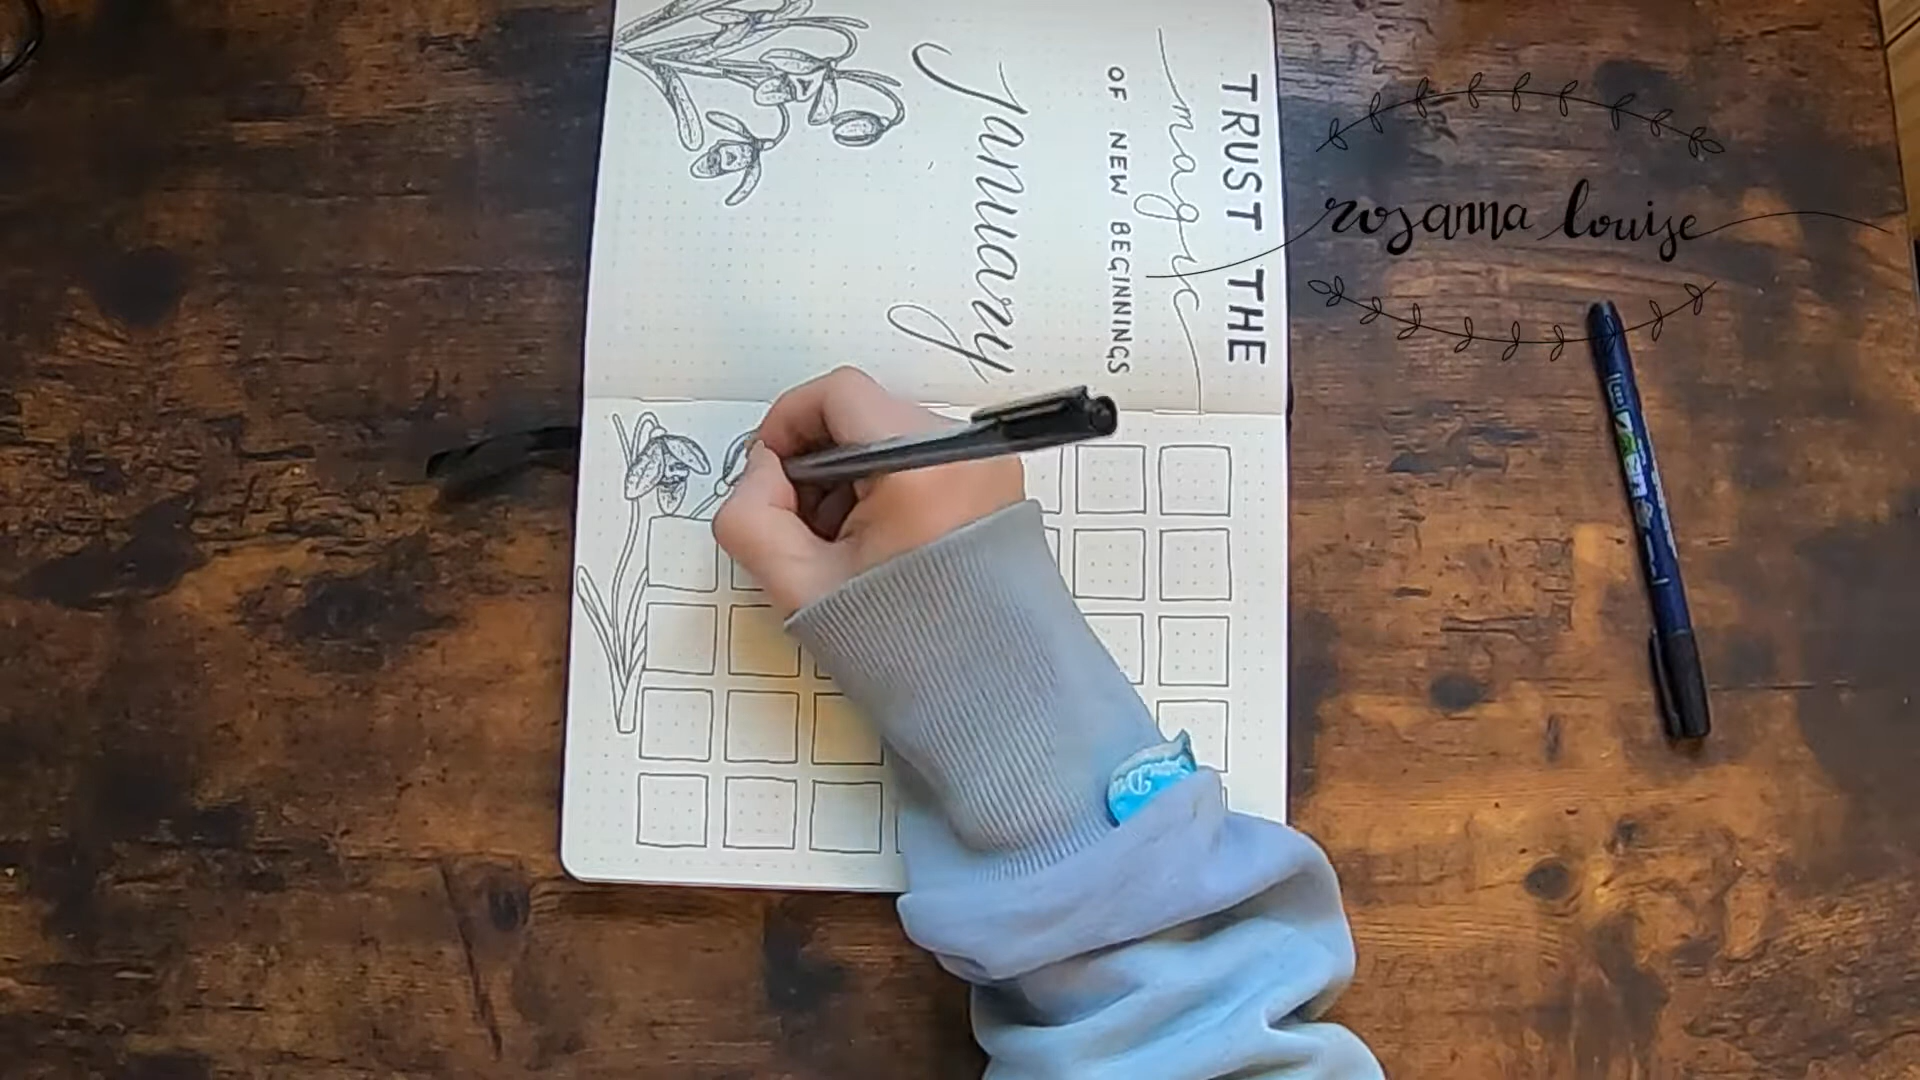 TRUST THE
magic
OF NEW BEGINNINGS
January
rosanna louise